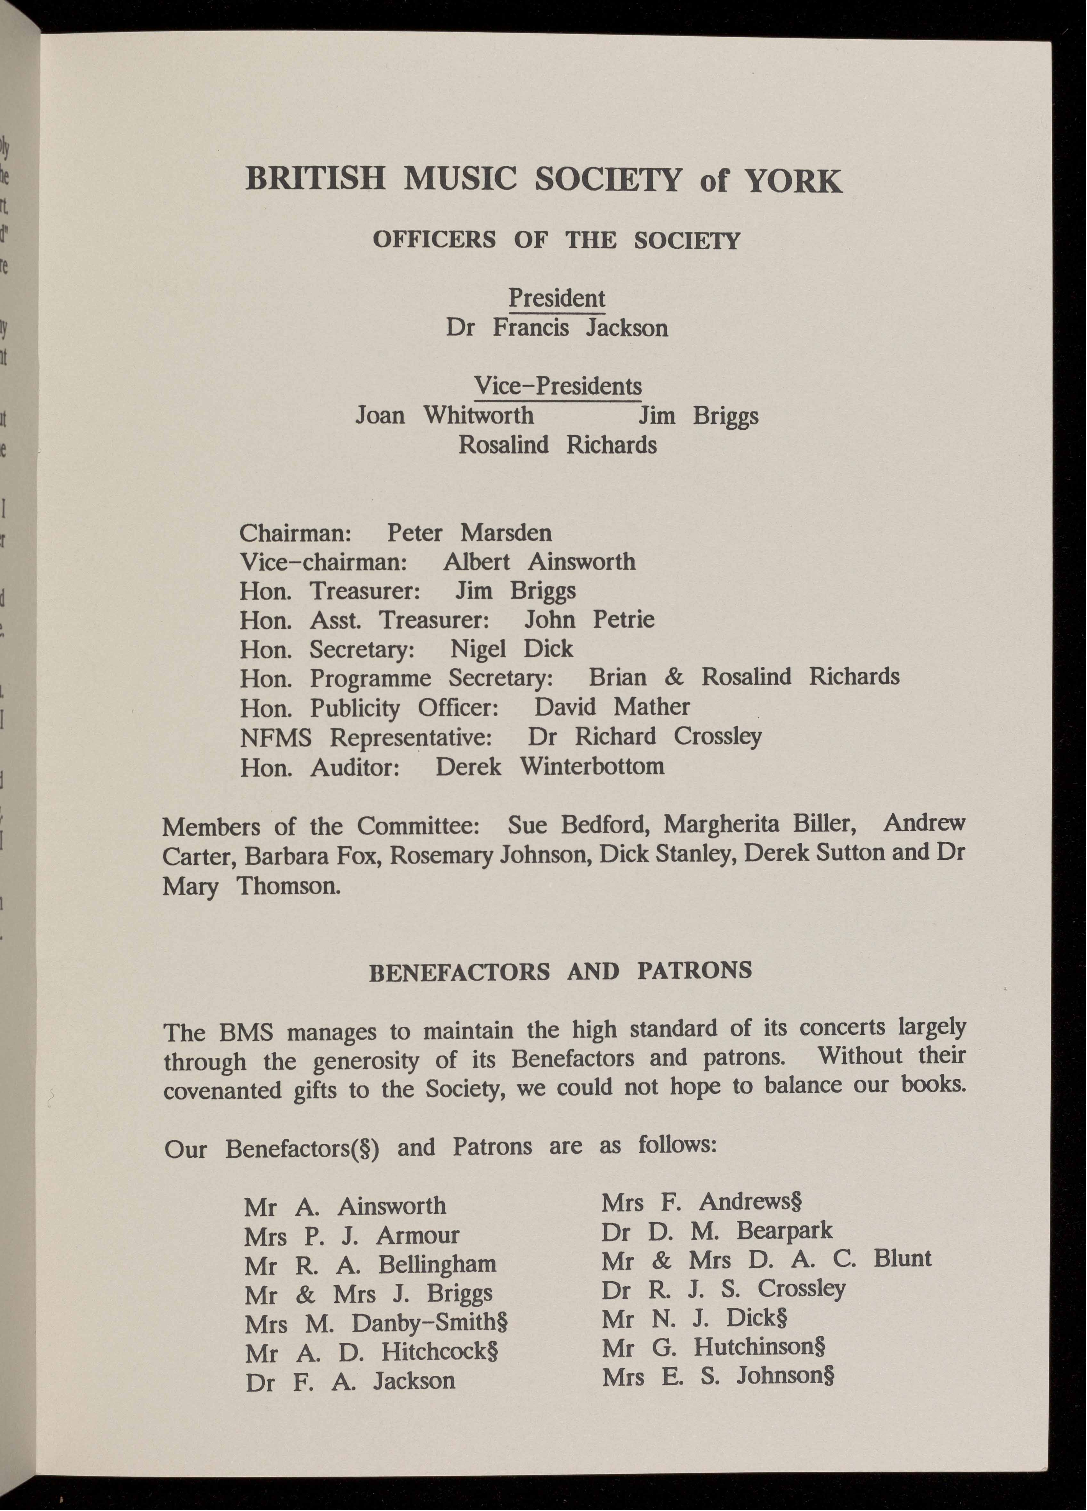 BRITISH MUSIC SOCIETY of YORK
OFFICERS OF THE SOCIETY
President
Dr Francis Jackson
Vice-Presidents
Joan Whitworth Jim Briggs
Rosalind Richards
Chairman: Peter Marsden
Vice-chairman: Albert Ainsworth
Hon. Treasurer: Jim Briggs
Hon. Asst. Treasurer: John Petrie
Hon. Secretary: Nigel Dick
Hon. Programme Secretary: Brian & Rosalind Richards
Hon. Publicity Officer: David Mather
NFMS Representative: Dr Richard Crossley
Hon. Auditor: Derek Winterbottom
Members of the Committee: Sue Bedford, Margherita Biller, Andrew
Carter, Barbara Fox, Rosemary Johnson, Dick Stanley, Derek Sutton and Dr
Mary Thomson.
BENEFACTORS AND PATRONS
The BMS manages to maintain the high standard of its concerts largely
through the generosity of its Benefactors and patrons. Without their
covenanted gifts to the Society, we could not hope to balance our books.
Our Benefactors(§) and Patrons are as follows:
Mr A. Ainsworth
Mrs P. J. Armour
Mr R. A. Bellingham
Mr & Mrs J. Briggs
Mrs M. Danby-Smith§
Mr A. D. Hitchcock§
Dr F. A. Jackson
Mrs F. Andrews§
Dr D. M. Bearpark
Mr & Mrs D. A. C. Blunt
Dr R. J. S. Crossley
Mr N. J. Dick§
Mr G. Hutchinson§
Mrs E. S. Johnson§